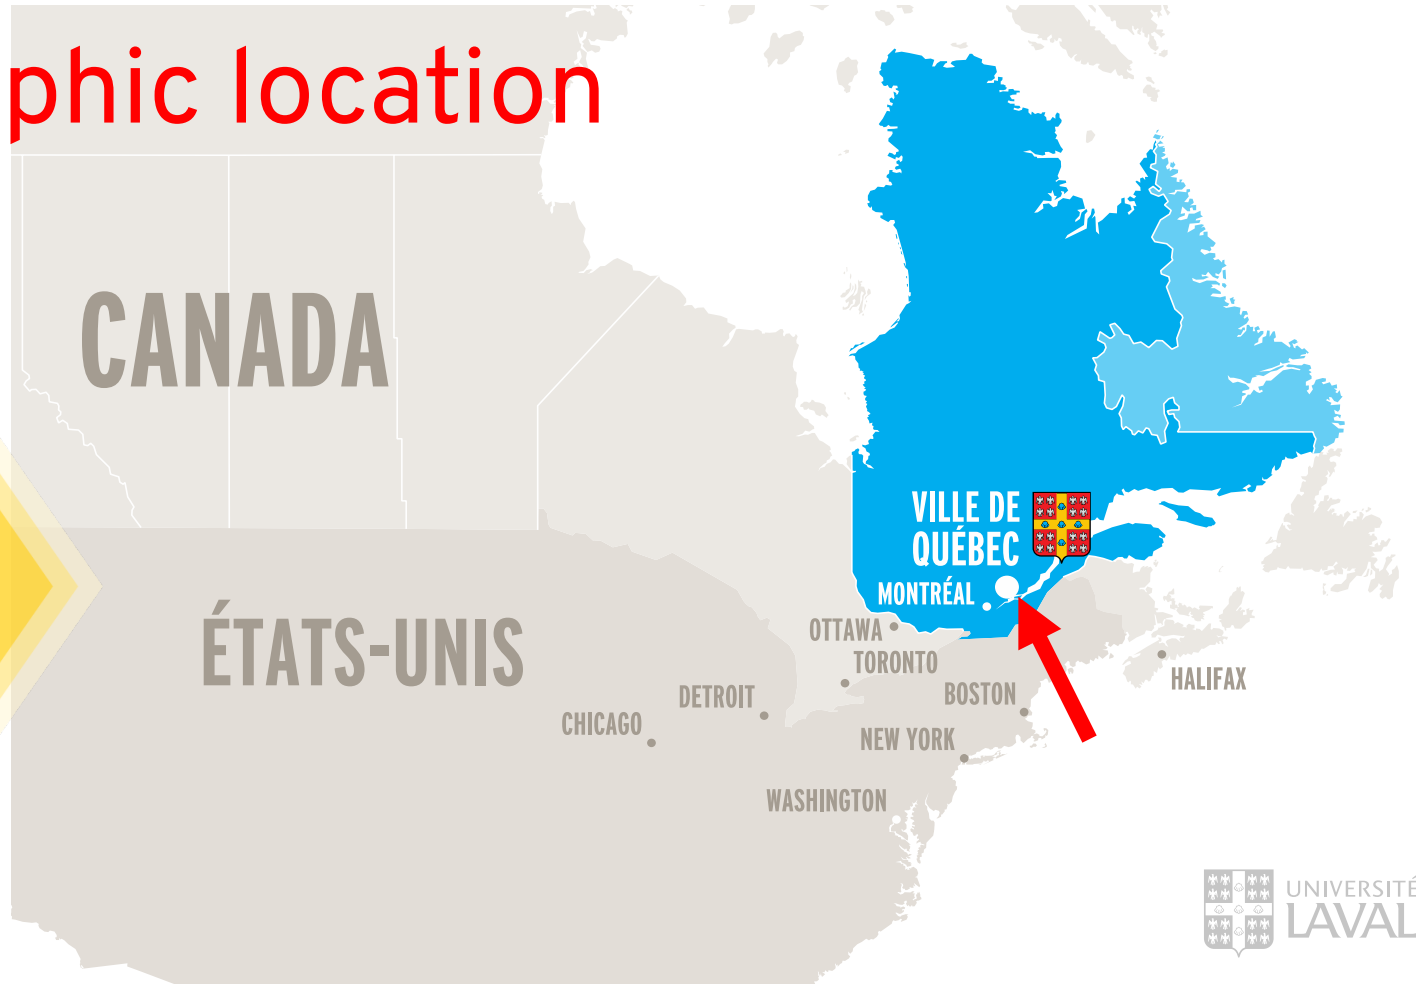 phic location
CANADA
VILLE DE
QUÉBEC
MONTRÉAL
OTTAWA
ÉTATS-UNIS
TORONTO
HALIFAX
DETROIT
BOSTON
CHICAGO
NEW YORK
WASHINGTON
UNIVERSITÉ
LAVAL